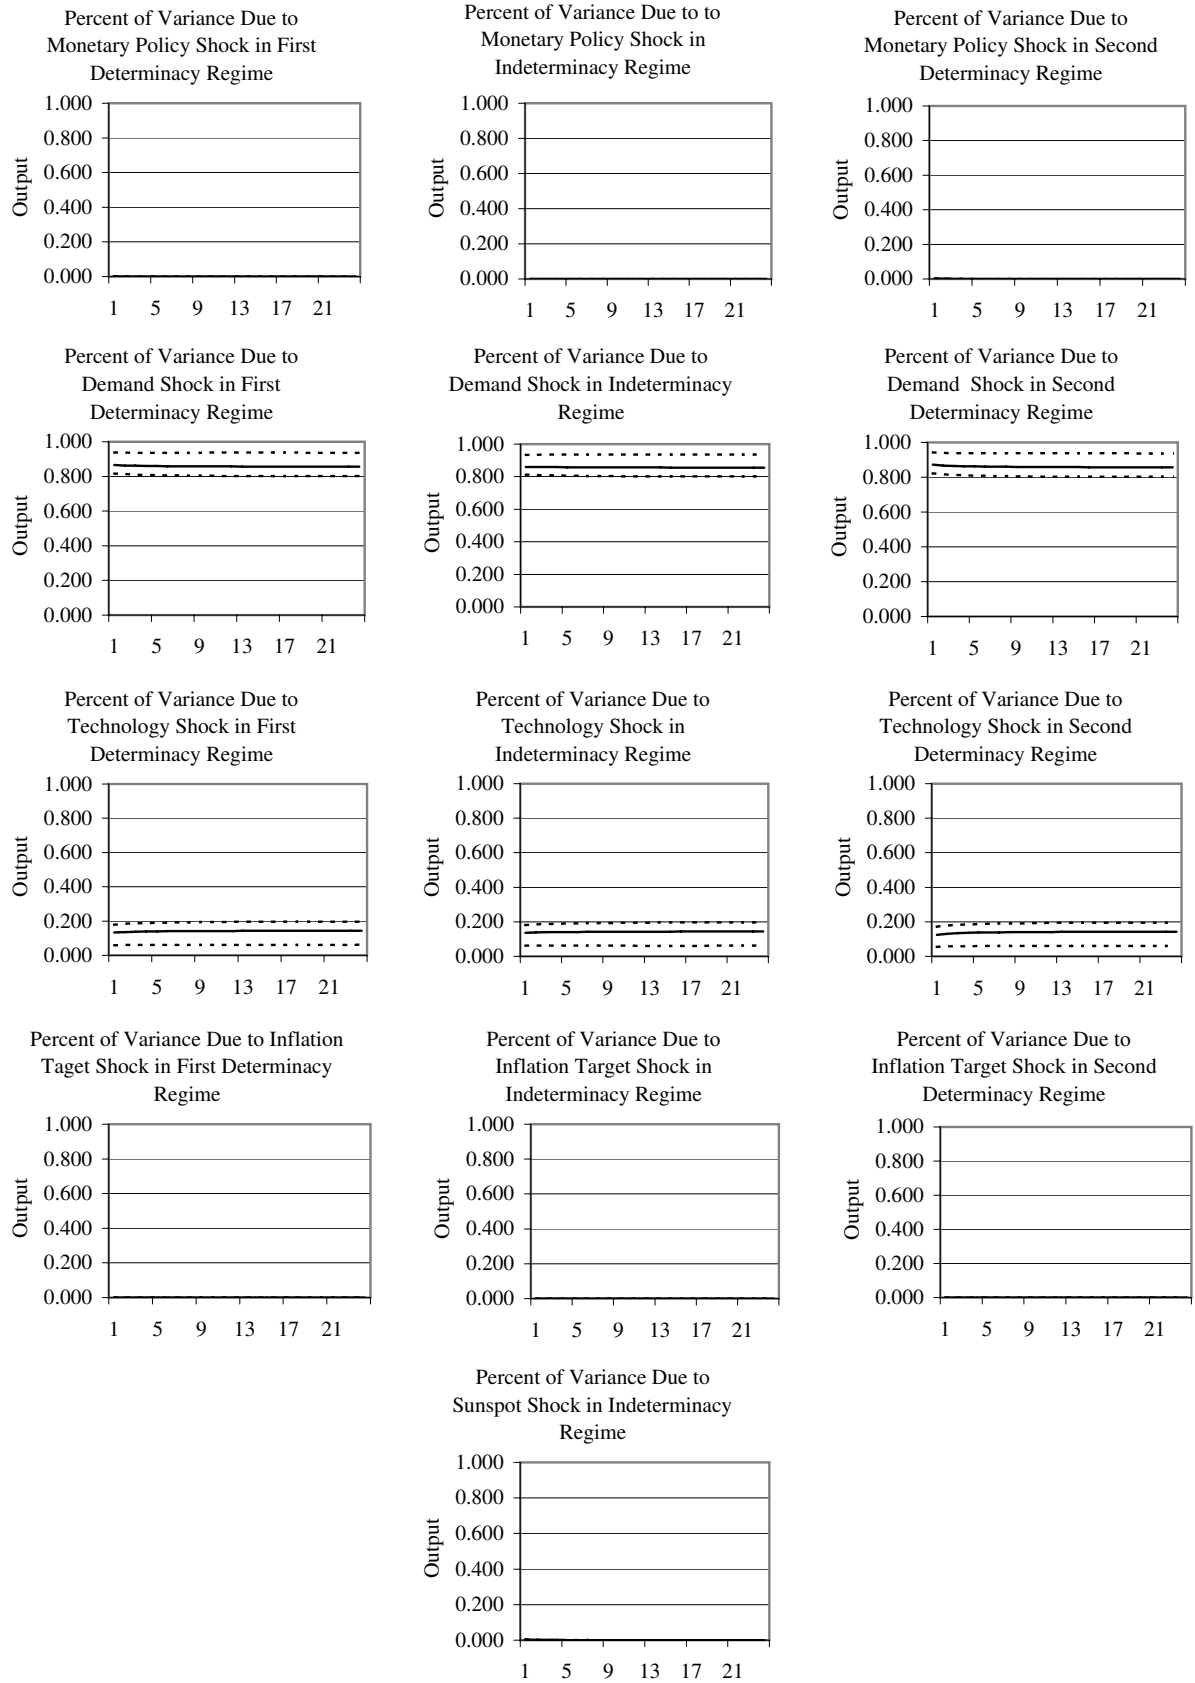 Percent of Variance Due to
Monetary Policy Shock in First
Determinacy Regime
1.000
0.800
0.600
0.400
0.200
0.000
Output
1 5 9 13 17 21
Percent of Variance Due to to
Monetary Policy Shock in
Indeterminacy Regime
1.000
0.800
0.600
0.400
0.200
0.000
Output
1 5 9 13 17 21
Percent of Variance Due to
Monetary Policy Shock in Second
Determinacy Regime
1.000
0.800
0.600
0.400
0.200
0.000
Output
1 5 9 13 17 21
Percent of Variance Due to
Demand Shock in First
Determinacy Regime
1.000
0.800
0.600
0.400
0.200
0.000
Output
1 5 9 13 17 21
Percent of Variance Due to
Demand Shock in Indeterminacy
Regime
1.000
0.800
0.600
0.400
0.200
0.000
Output
1 5 9 13 17 21
Percent of Variance Due to
Demand Shock in Second
Determinacy Regime
1.000
0.800
0.600
0.400
0.200
0.000
Output
1 5 9 13 17 21
Percent of Variance Due to
Technology Shock in First
Determinacy Regime
1.000
0.800
0.600
0.400
0.200
0.000
Output
1 5 9 13 17 21
Percent of Variance Due to
Technology Shock in
Indeterminacy Regime
1.000
0.800
0.600
0.400
0.200
0.000
Output
1 5 9 13 17 21
Percent of Variance Due to
Technology Shock in Second
Determinacy Regime
1.000
0.800
0.600
0.400
0.200
0.000
Output
1 5 9 13 17 21
Percent of Variance Due to Inflation
Taget Shock in First Determinacy
Regime
1.000
0.800
0.600
0.400
0.200
0.000
Output
1 5 9 13 17 21
Percent of Variance Due to
Inflation Target Shock in
Indeterminacy Regime
1.000
0.800
0.600
0.400
0.200
0.000
Output
1 5 9 13 17 21
Percent of Variance Due to
Inflation Target Shock in Second
Determinacy Regime
1.000
0.800
0.600
0.400
0.200
0.000
Output
1 5 9 13 17 21
Percent of Variance Due to
Sunspot Shock in Indeterminacy
Regime
1.000
0.800
0.600
0.400
0.200
0.000
Output
1 5 9 13 17 21